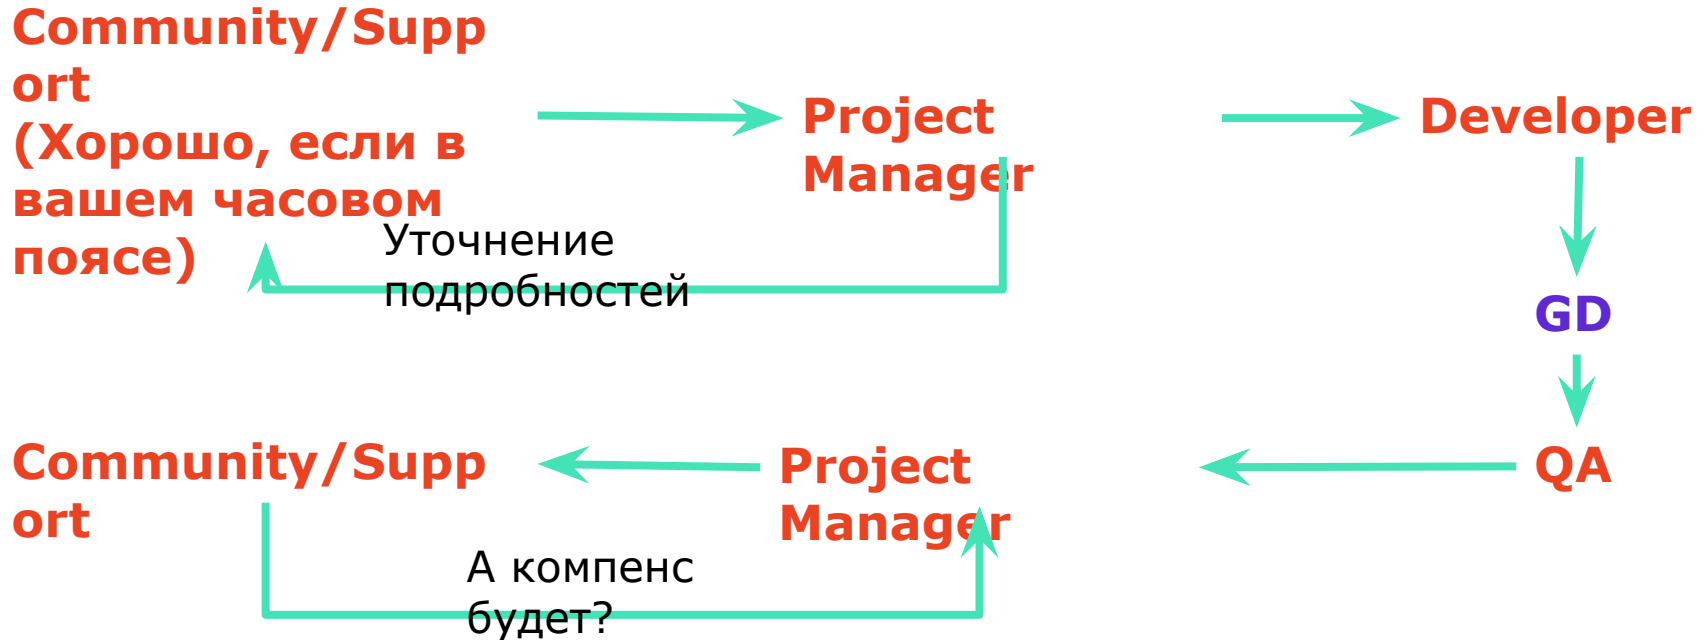 Community/Supp
ort
(Хорошо, если в
вашем часовом
поясе)
Project
Manager
Developer
Уточнение
подробностей
GD
Community/Supp
ort
Project
Manager
QA
А компенс
будет?